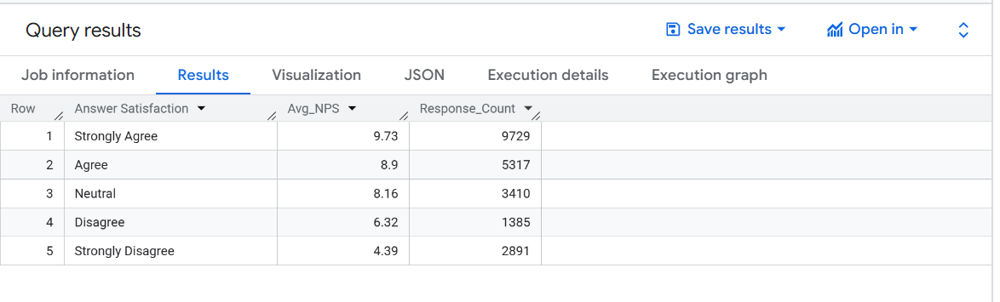 Query results Save results Open in
Job information Results Visualization JSON Execution details Execution graph
Row Answer Satisfaction Avg_NPS Response_Count
1 Strongly Agree 9.73 9729
2 Agree 8.9 5317
3 Neutral 8.16 3410
4 Disagree 6.32 1385
5 Strongly Disagree 4.39 2891